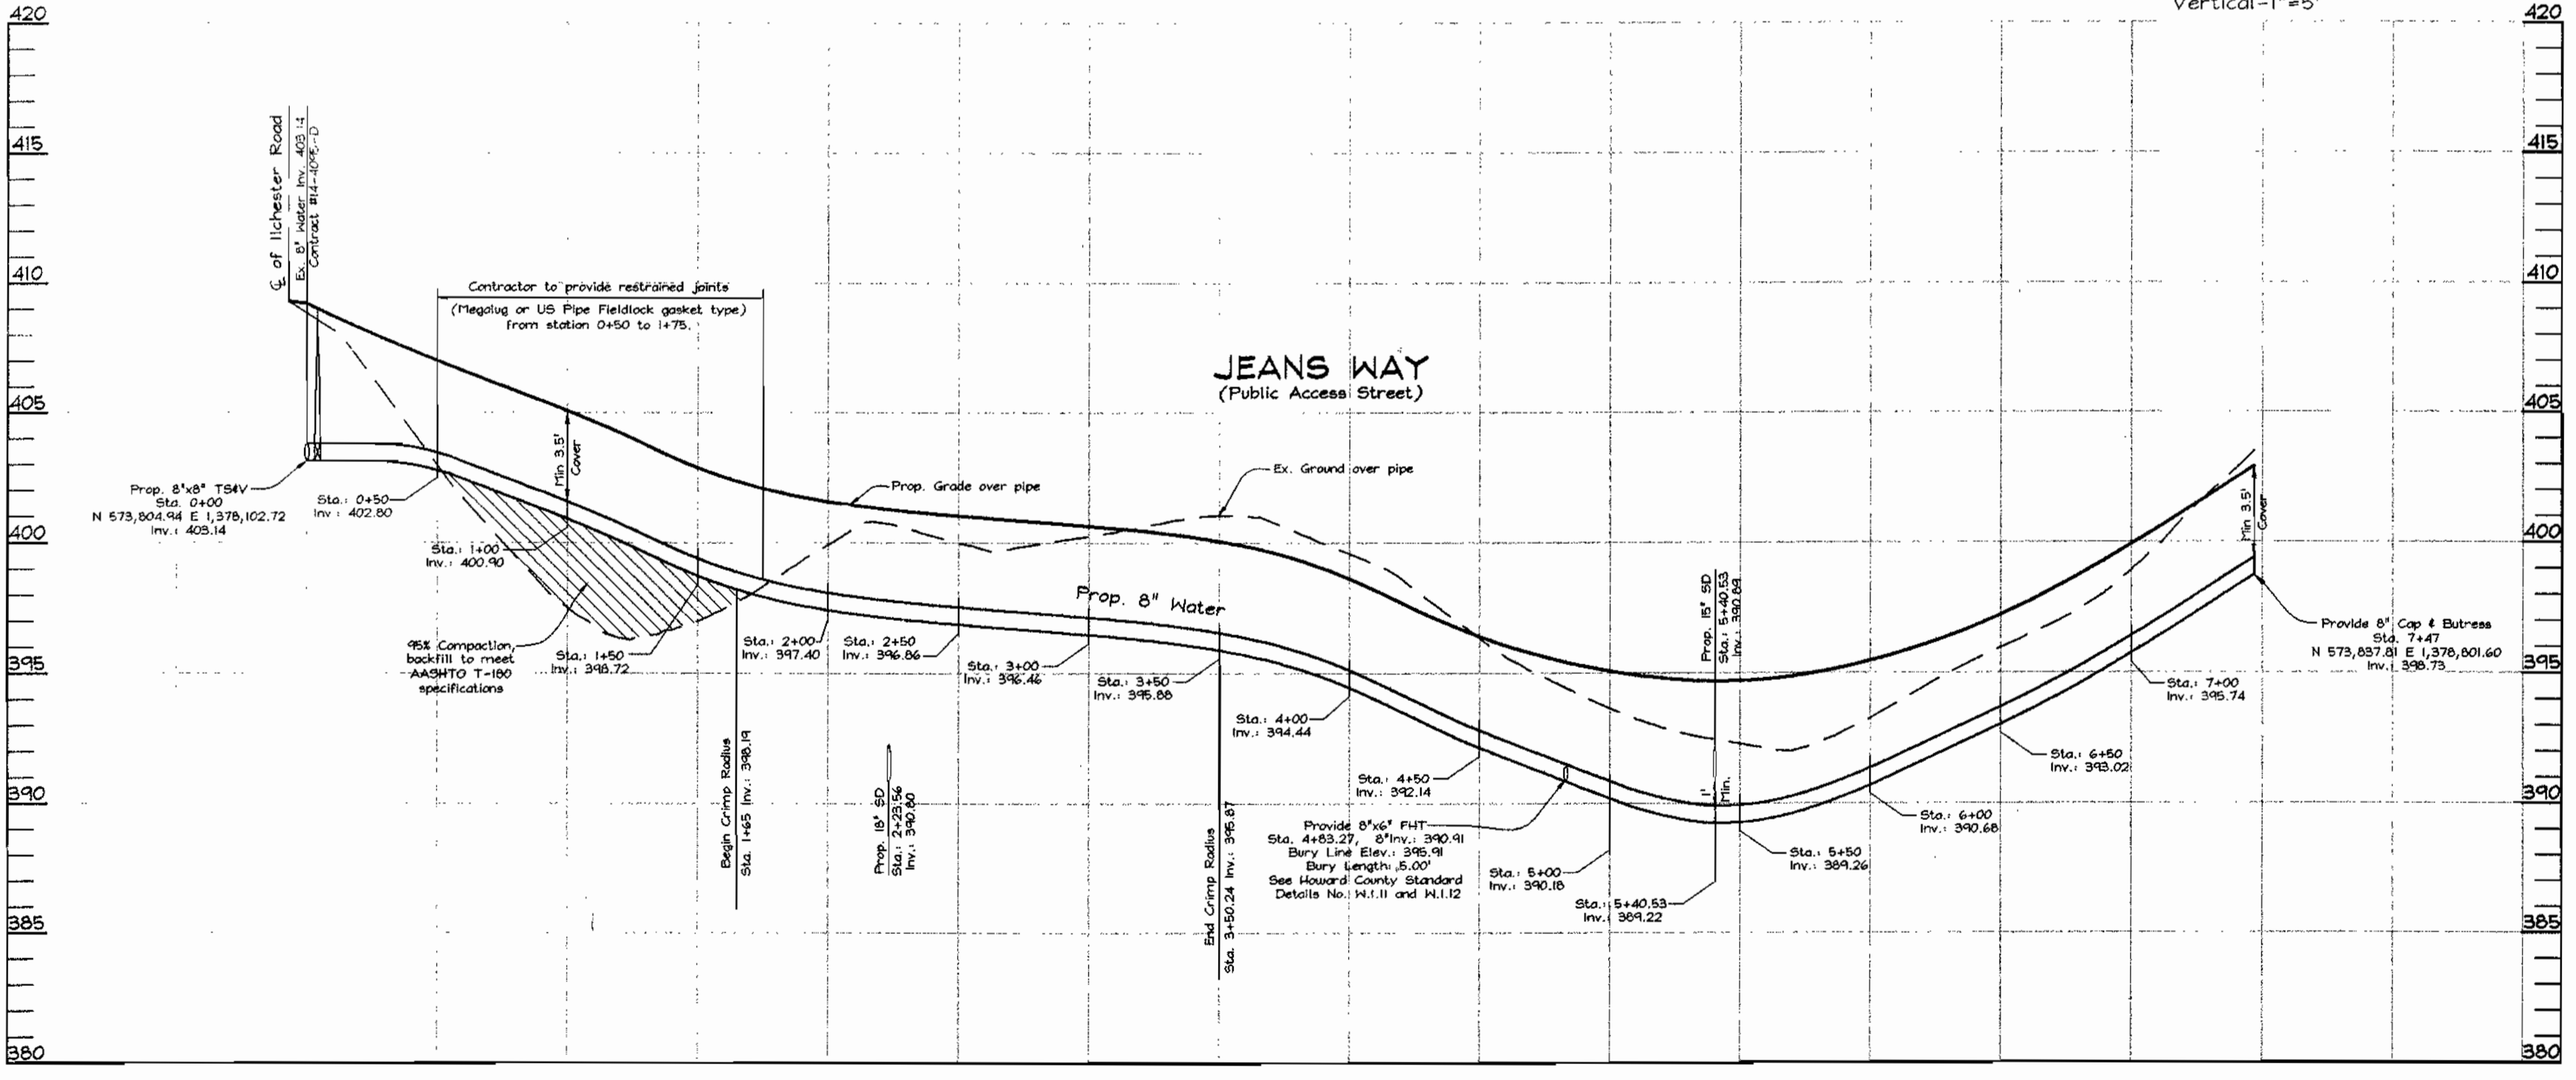 Vertical-1"=5'
420
415
410
405
400
395
390
385
380
420
415
410
405
400
395
390
385
380
℄ of Ilchester Road
Ex. 8" Water Inv. 403.14
Contract #14-4095-D
Contractor to provide restrained joints
(Megalug or US Pipe Fieldlock gasket type)
from station 0+50 to 1+75.
JEANS WAY
(Public Access Street)
Min 3.5'
Cover
Prop. 8"x8" TS&V
Sta. 0+00
N 573,804.94 E 1,378,102.72
Inv.: 403.14
Sta.: 0+50
Inv.: 402.80
Sta.: 1+00
Inv.: 400.90
95% Compaction,
backfill to meet
AASHTO T-180
specifications
Sta.: 1+50
Inv.: 398.72
Begin Crimp Radius
Sta. 1+65 Inv.: 398.19
Prop. Grade over pipe
Ex. Ground over pipe
Prop. 8" Water
Sta.: 2+00
Inv.: 397.40
Sta.: 2+50
Inv.: 396.86
Prop. 18" SD
Sta.: 2+23.56
Inv.: 390.80
Sta.: 3+00
Inv.: 396.46
Sta.: 3+50
Inv.: 395.88
End Crimp Radius
Sta. 3+50.24 Inv.: 395.87
Sta.: 4+00
Inv.: 394.44
Sta.: 4+50
Inv.: 392.14
Provide 8"x6" FHT
Sta. 4+83.27, 8"Inv.: 390.91
Bury Line Elev.: 395.91
Bury Length: 5.00'
See Howard County Standard
Details No. W.1.11 and W.1.12
Sta.: 5+00
Inv.: 390.18
Prop. 15" SD
Sta.: 5+40.53
Inv.: 390.89
1'
Min.
Sta.: 5+40.53
Inv.: 389.22
Sta.: 5+50
Inv.: 389.26
Sta.: 6+00
Inv.: 390.68
Sta.: 6+50
Inv.: 393.02
Sta.: 7+00
Inv.: 395.74
Min 3.5'
Cover
Provide 8" Cap & Butress
Sta. 7+47
N 573,837.81 E 1,378,801.60
Inv.: 398.73